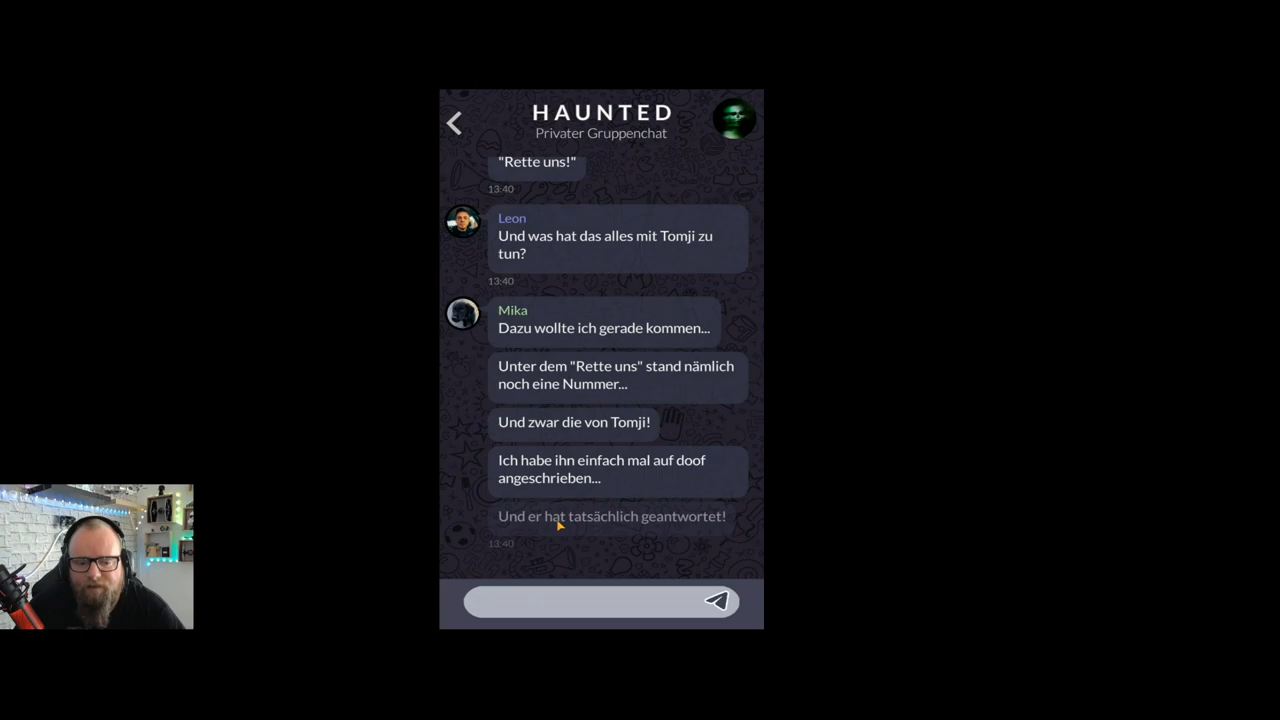 HAUNTED
Privater Gruppenchat
"Rette uns!"
13:40
Leon
Und was hat das alles mit Tomji zu
tun?
13:40
Mika
Dazu wollte ich gerade kommen...
Unter dem "Rette uns" stand nämlich
noch eine Nummer...
Und zwar die von Tomji!
Ich habe ihn einfach mal auf doof
angeschrieben...
Und er hat tatsächlich geantwortet!
13:40